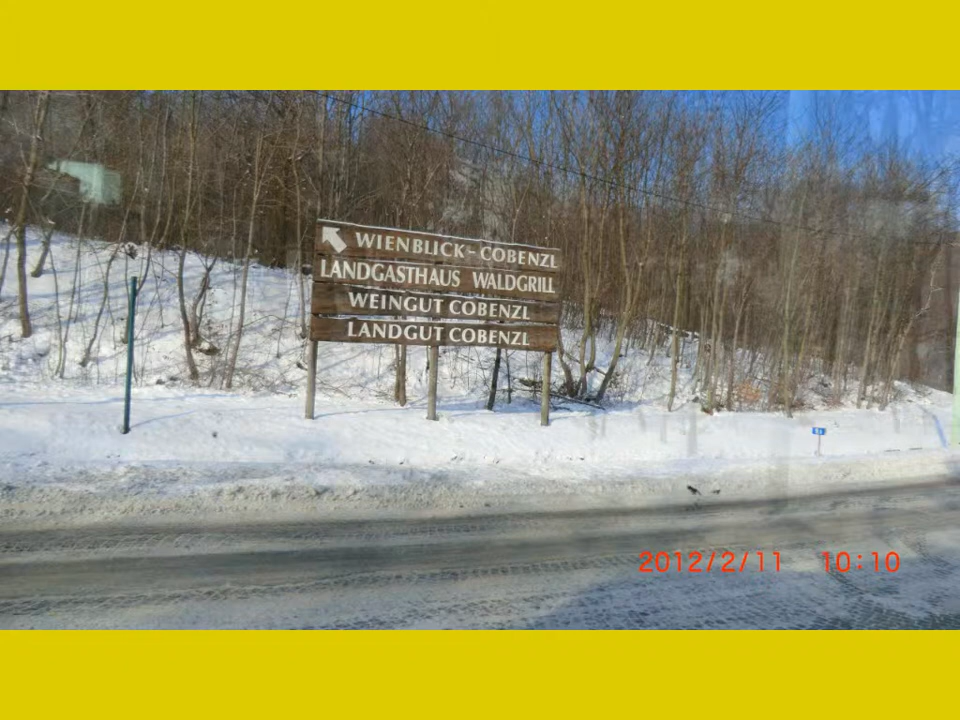 WIENBLICK-COBENZL
LANDGASTHAUS WALDGRILL
WEINGUT COBENZL
LANDGUT COBENZL
2012/2/11 10:10